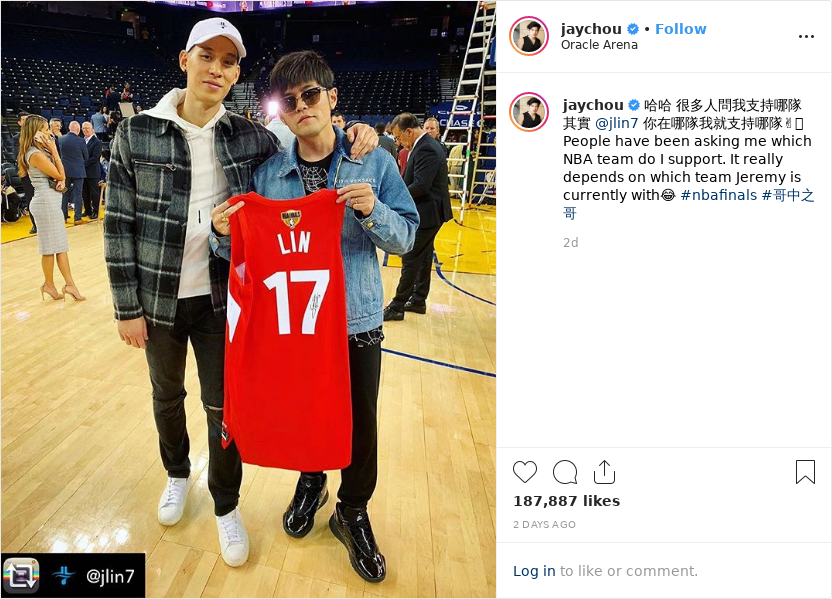 jaychou • Follow
Oracle Arena
jaychou 哈哈 很多人問我支持哪隊
其實 @jlin7 你在哪隊我就支持哪隊✌
People have been asking me which
NBA team do I support. It really
depends on which team Jeremy is
currently with😂 #nbafinals #哥中之
哥
2d
CHASE
NBA FINALS
LIN
17
@jlin7
187,887 likes
2 DAYS AGO
Log in to like or comment.